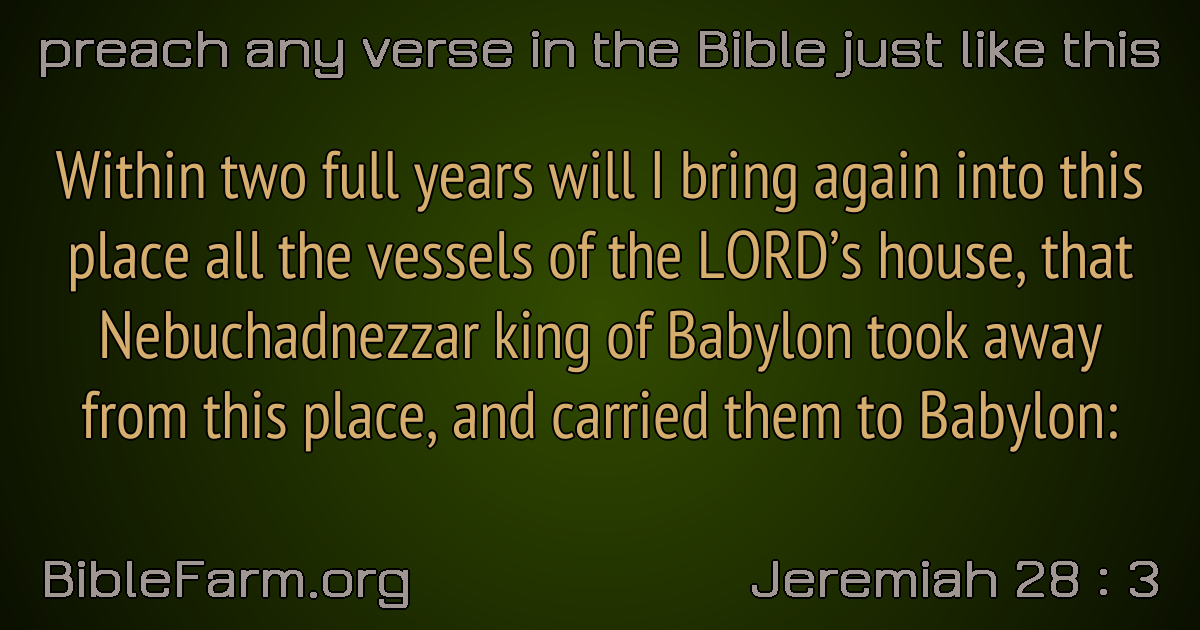 preach any verse in the Bible just like this
Within two full years will I bring again into this
place all the vessels of the LORD’s house, that
Nebuchadnezzar king of Babylon took away
from this place, and carried them to Babylon:
BibleFarm.org
Jeremiah 28 : 3